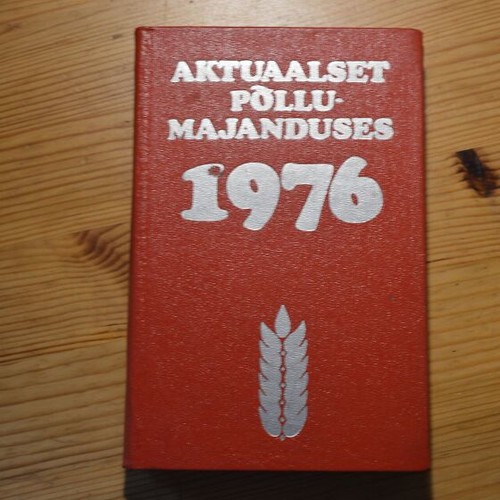 AKTUAALSET
PÕLLU-
MAJANDUSES
1976